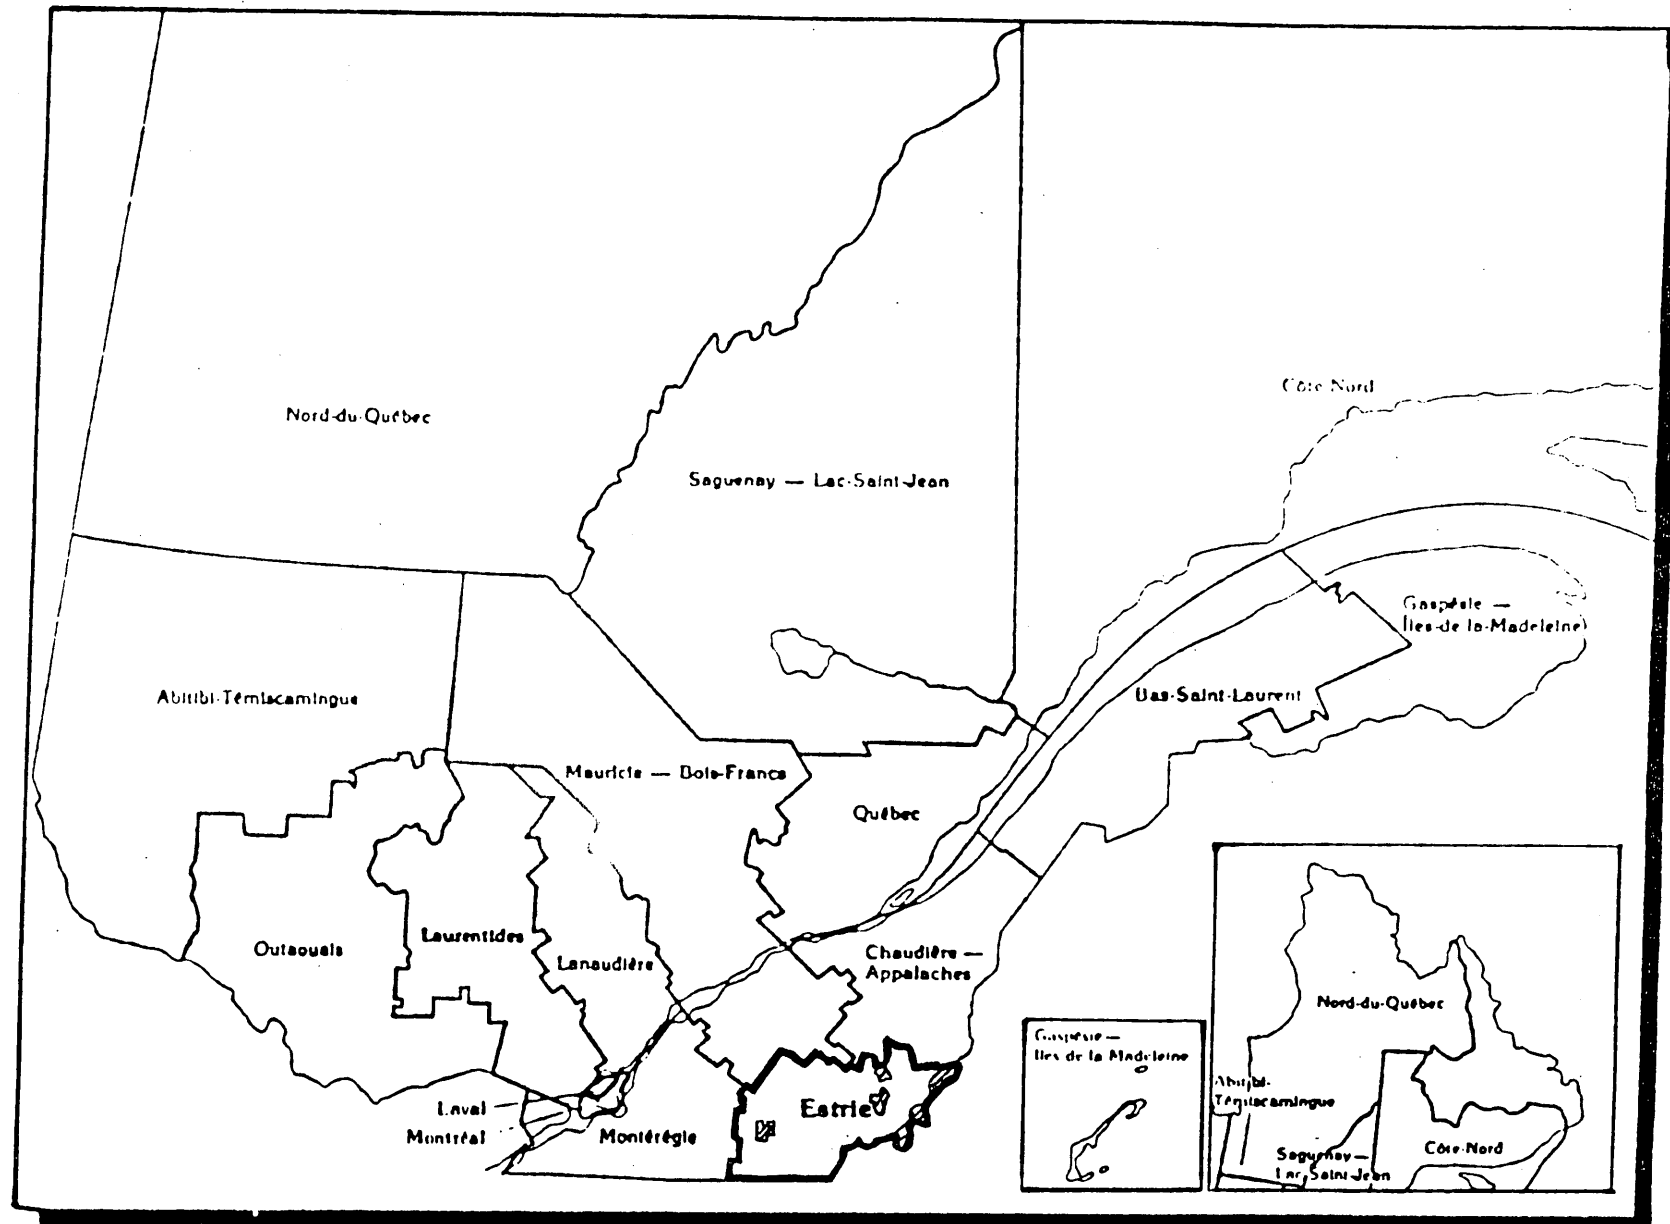 Côte-Nord
Nord-du-Québec
Saguenay — Lac-Saint-Jean
Gaspésie —
Îles-de la-Madeleine
Abitibi-Témiscamingue
Bas-Saint-Laurent
Mauricie — Bois-Francs
Québec
Outaouais
Laurentides
Lanaudière
Chaudière —
Appalaches
Laval
Montréal
Montérégie
Estrie
Gaspésie —
Îles de la Madeleine
Nord-du-Québec
Abitibi-
Témiscamingue
Saguenay —
Lac Saint-Jean
Côte-Nord